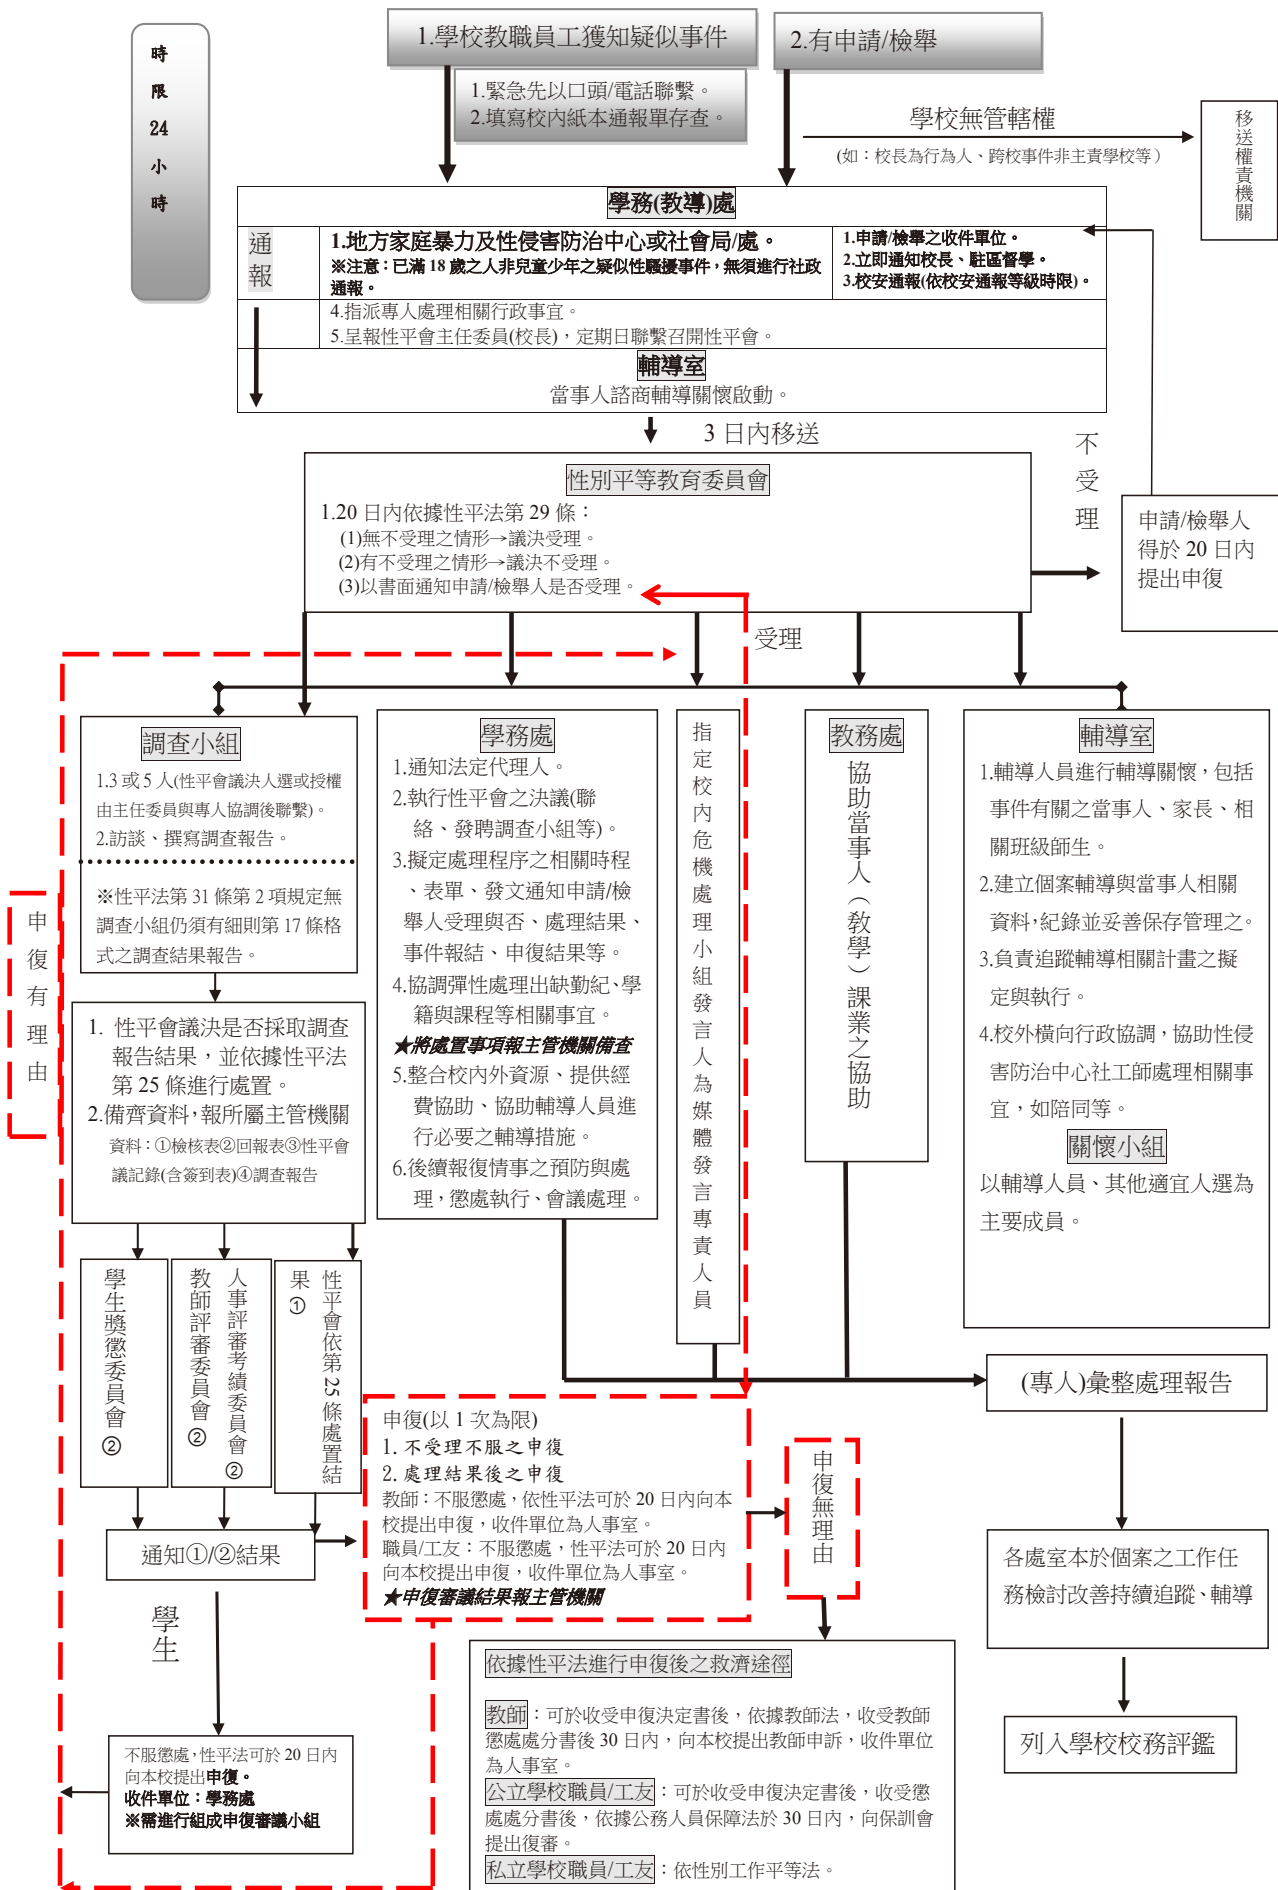 時
限
24
小
時
1.學校教職員工獲知疑似事件
2.有申請/檢舉
1.緊急先以口頭/電話聯繫。
2.填寫校內紙本通報單存查。
學校無管轄權
(如：校長為行為人、跨校事件非主責學校等）
移送權責機關
學務(教導)處
通報
1.地方家庭暴力及性侵害防治中心或社會局/處。
※注意：已滿 18 歲之人非兒童少年之疑似性騷擾事件，無須進行社政
通報。
1.申請/檢舉之收件單位。
2.立即通知校長、駐區督學。
3.校安通報(依校安通報等級時限)。
4.指派專人處理相關行政事宜。
5.呈報性平會主任委員(校長)，定期日聯繫召開性平會。
輔導室
當事人諮商輔導關懷啟動。
3 日內移送
不受理
性別平等教育委員會
1.20 日內依據性平法第 29 條：
(1)無不受理之情形→議決受理。
(2)有不受理之情形→議決不受理。
(3)以書面通知申請/檢舉人是否受理。
申請/檢舉人
得於 20 日內
提出申復
受理
調查小組
1.3 或 5 人(性平會議決人選或授權
由主任委員與專人協調後聯繫)。
2.訪談、撰寫調查報告。
※性平法第 31 條第 2 項規定無
調查小組仍須有細則第 17 條格
式之調查結果報告。
學務處
1.通知法定代理人。
2.執行性平會之決議(聯
絡、發聘調查小組等)。
3.擬定處理程序之相關時程
、表單、發文通知申請/檢
舉人受理與否、處理結果、
事件報結、申復結果等。
4.協調彈性處理出缺勤紀、學
籍與課程等相關事宜。
★將處置事項報主管機關備查
5.整合校內外資源、提供經
費協助、協助輔導人員進
行必要之輔導措施。
6.後續報復情事之預防與處
理，懲處執行、會議處理。
指定校內危機處理小組發言人為媒體發言專責人員
教務處
協助當事人（教學）課業之協助
輔導室
1.輔導人員進行輔導關懷，包括
事件有關之當事人、家長、相
關班級師生。
2.建立個案輔導與當事人相關
資料，紀錄並妥善保存管理之。
3.負責追蹤輔導相關計畫之擬
定與執行。
4.校外橫向行政協調，協助性侵
害防治中心社工師處理相關事
宜，如陪同等。
關懷小組
以輔導人員、其他適宜人選為
主要成員。
申復有理由
1. 性平會議決是否採取調查
報告結果，並依據性平法
第 25 條進行處置。
2.備齊資料，報所屬主管機關
資料：①檢核表②回報表③性平會
議記錄(含簽到表)④調查報告
學生獎懲委員會②
人事評審考績委員會②
教師評審委員會②
性平會依第 25 條處置結
果①
(專人)彙整處理報告
申復(以 1 次為限)
1. 不受理不服之申復
2. 處理結果後之申復
教師：不服懲處，依性平法可於 20 日內向本
校提出申復，收件單位為人事室。
職員/工友：不服懲處，性平法可於 20 日內
向本校提出申復，收件單位為人事室。
★申復審議結果報主管機關
申復無理由
通知①/②結果
各處室本於個案之工作任
務檢討改善持續追蹤、輔導
學生
依據性平法進行申復後之救濟途徑
教師：可於收受申復決定書後，依據教師法，收受教師
懲處處分書後 30 日內，向本校提出教師申訴，收件單位
為人事室。
公立學校職員/工友：可於收受申復決定書後，收受懲
處處分書後，依據公務人員保障法於 30 日內，向保訓會
提出復審。
私立學校職員/工友：依性別工作平等法。
列入學校校務評鑑
不服懲處，性平法可於 20 日內
向本校提出申復。
收件單位：學務處
※需進行組成申復審議小組